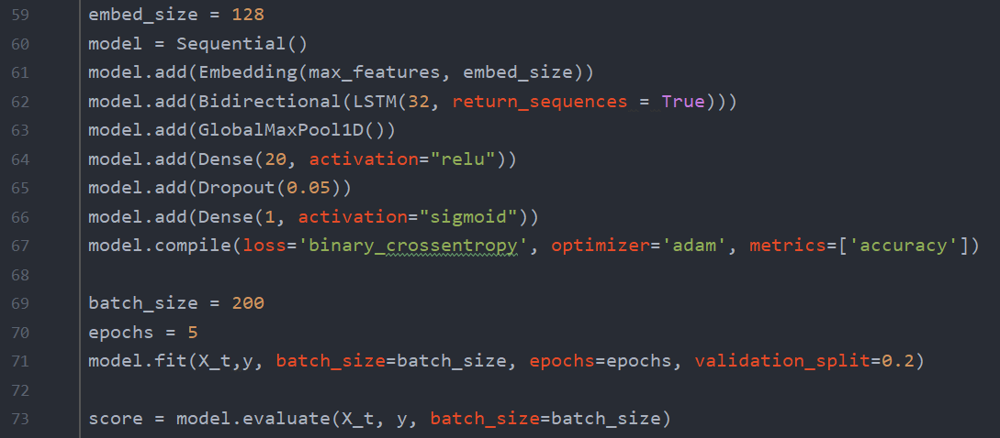 59 embed_size = 128
60 model = Sequential()
61 model.add(Embedding(max_features, embed_size))
62 model.add(Bidirectional(LSTM(32, return_sequences = True)))
63 model.add(GlobalMaxPool1D())
64 model.add(Dense(20, activation="relu"))
65 model.add(Dropout(0.05))
66 model.add(Dense(1, activation="sigmoid"))
67 model.compile(loss='binary_crossentropy', optimizer='adam', metrics=['accuracy'])
68
69 batch_size = 200
70 epochs = 5
71 model.fit(X_t,y, batch_size=batch_size, epochs=epochs, validation_split=0.2)
72
73 score = model.evaluate(X_t, y, batch_size=batch_size)